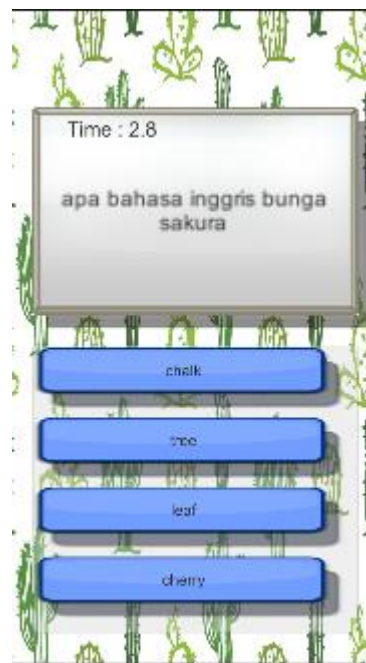 Time : 2.8
apa bahasa inggris bunga
sakura
chalk
tree
leaf
cherry